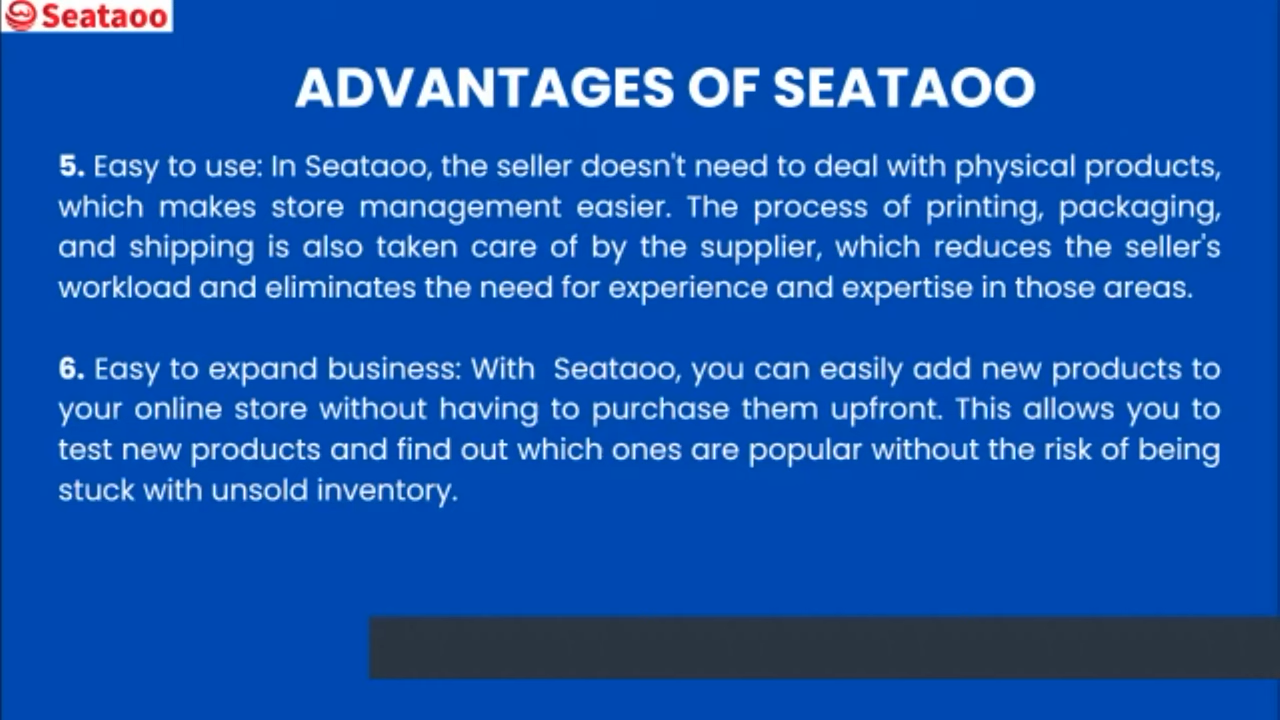 Seataoo
ADVANTAGES OF SEATAOO
5. Easy to use: In Seataoo, the seller doesn't need to deal with physical products,
which makes store management easier. The process of printing, packaging,
and shipping is also taken care of by the supplier, which reduces the seller's
workload and eliminates the need for experience and expertise in those areas.
6. Easy to expand business: With  Seataoo, you can easily add new products to
your online store without having to purchase them upfront. This allows you to
test new products and find out which ones are popular without the risk of being
stuck with unsold inventory.